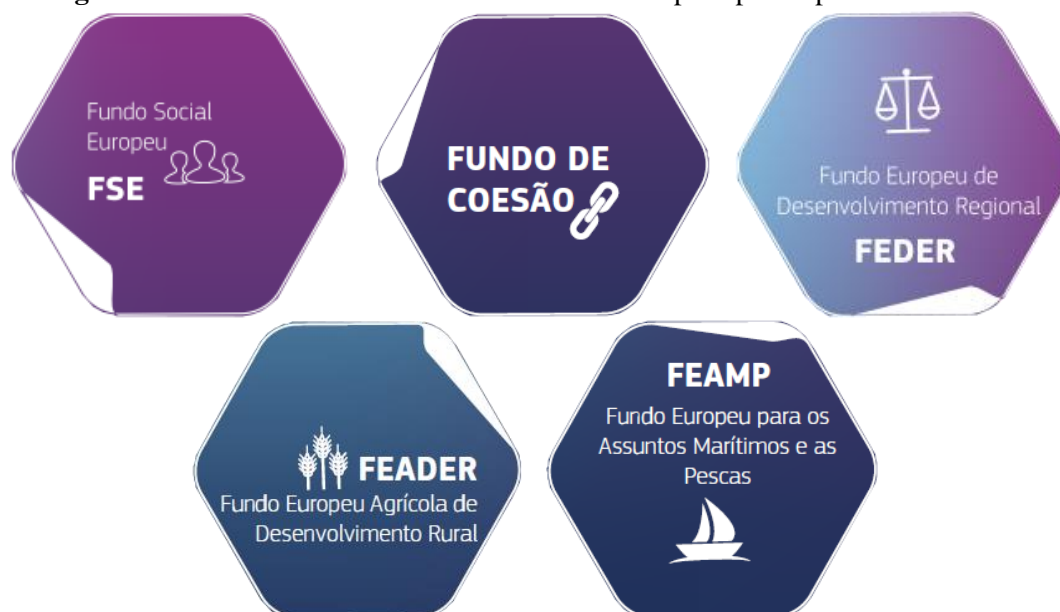 Fundo Social
Europeu
FSE
FUNDO DE
COESÃO
Fundo Europeu de
Desenvolvimento Regional
FEDER
FEADER
Fundo Europeu Agrícola de
Desenvolvimento Rural
FEAMP
Fundo Europeu para os
Assuntos Marítimos e as
Pescas